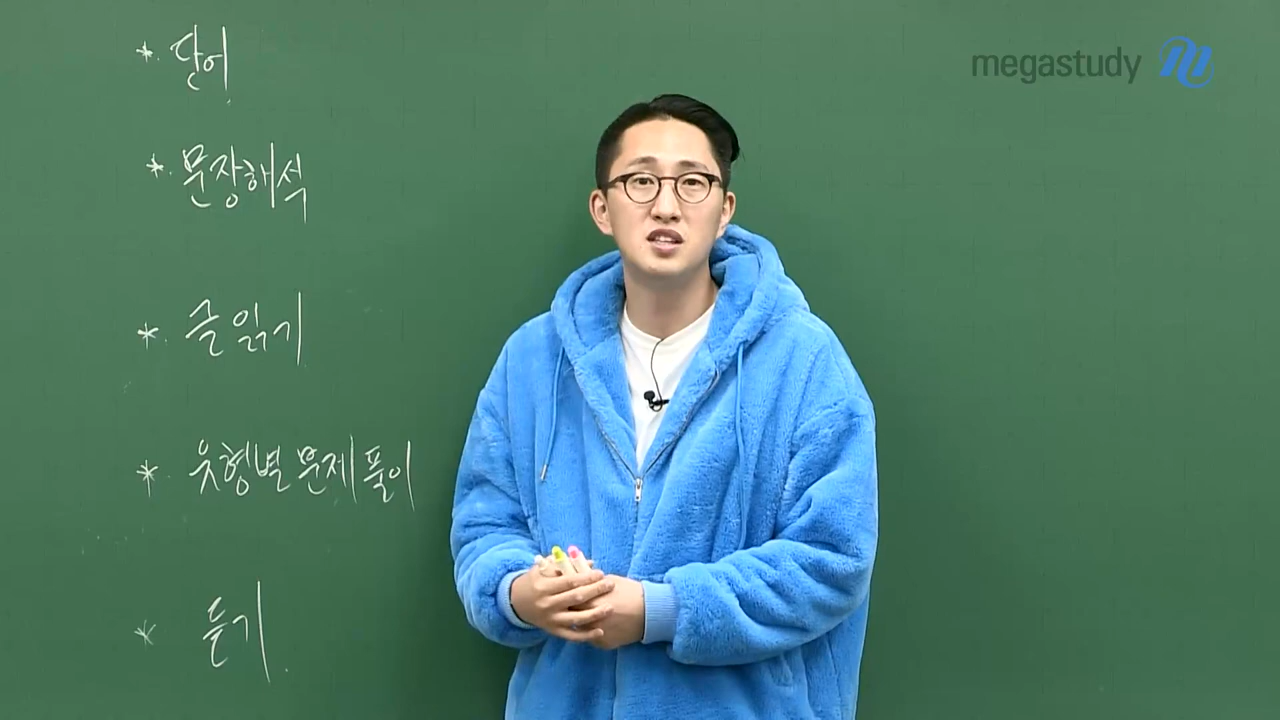 * 단어
megastudy
* 문장해석
* 글 읽기
* 유형별 문제 풀이
* 듣기